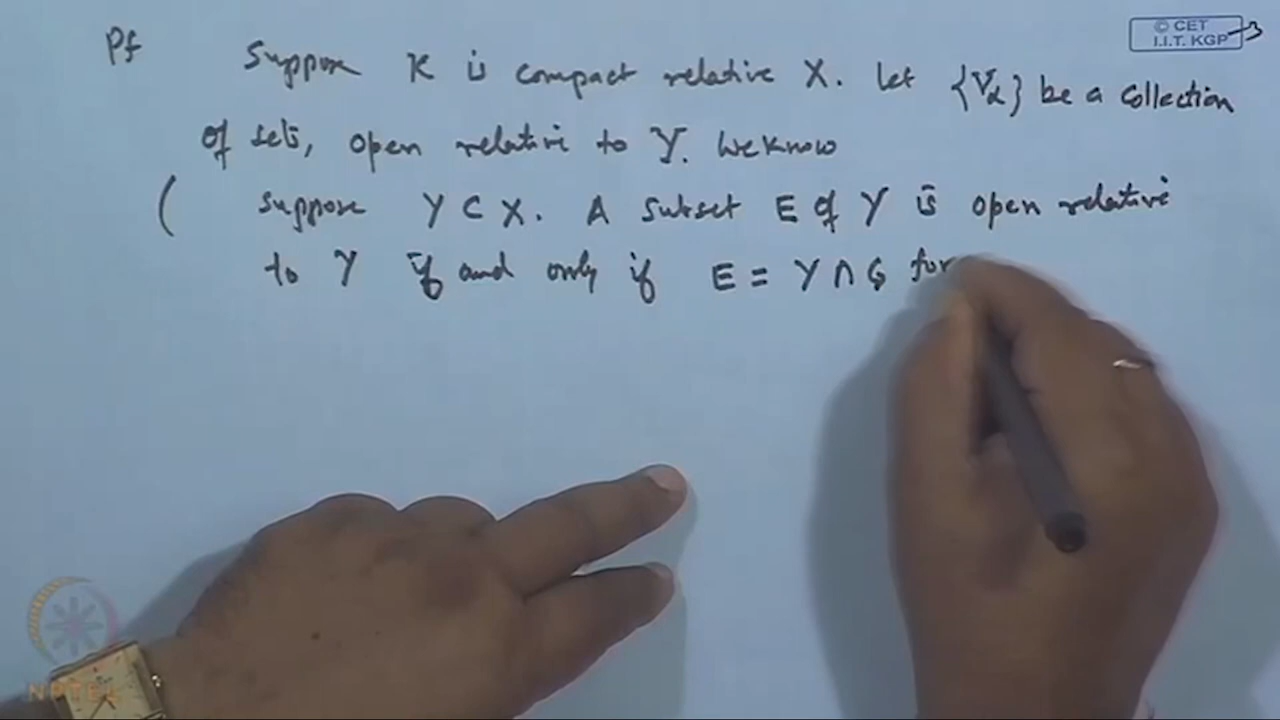 © CET
I.I.T. KGP
Pf Suppose K is compact relative X. Let {Vα} be a collection
of sets, open relative to Y. We know
( Suppose Y ⊂ X. A subset E of Y is open relative
to Y if and only if E = Y ∩ G for
NPTEL